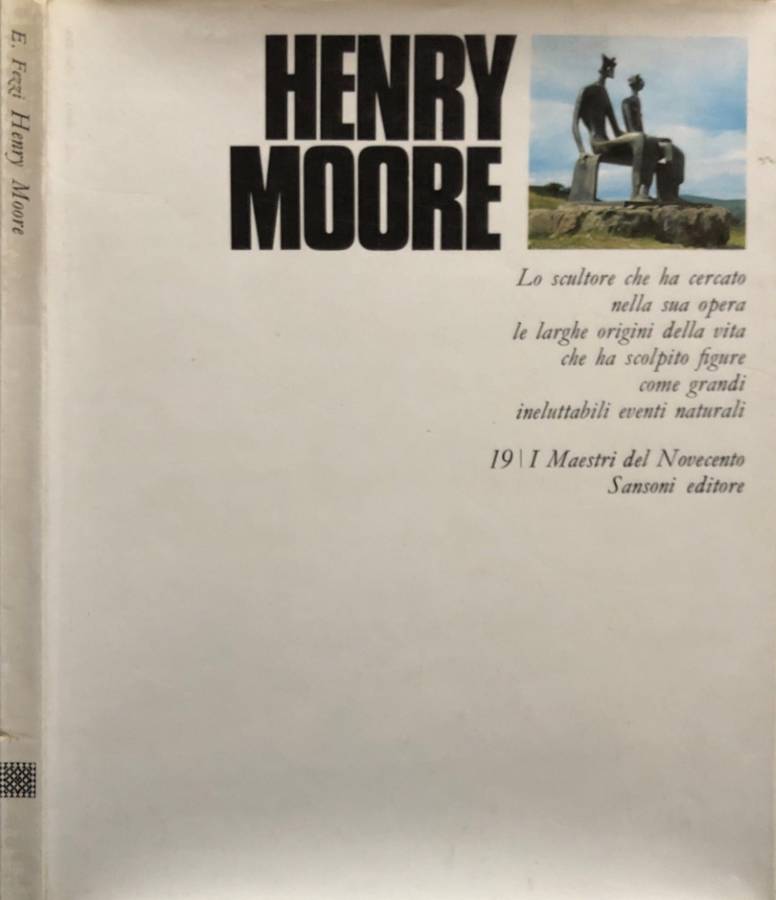 E. Fezzi Henry Moore
HENRY
MOORE
Lo scultore che ha cercato
nella sua opera
le larghe origini della vita
che ha scolpito figure
come grandi
ineluttabili eventi naturali
19 | I Maestri del Novecento
Sansoni editore